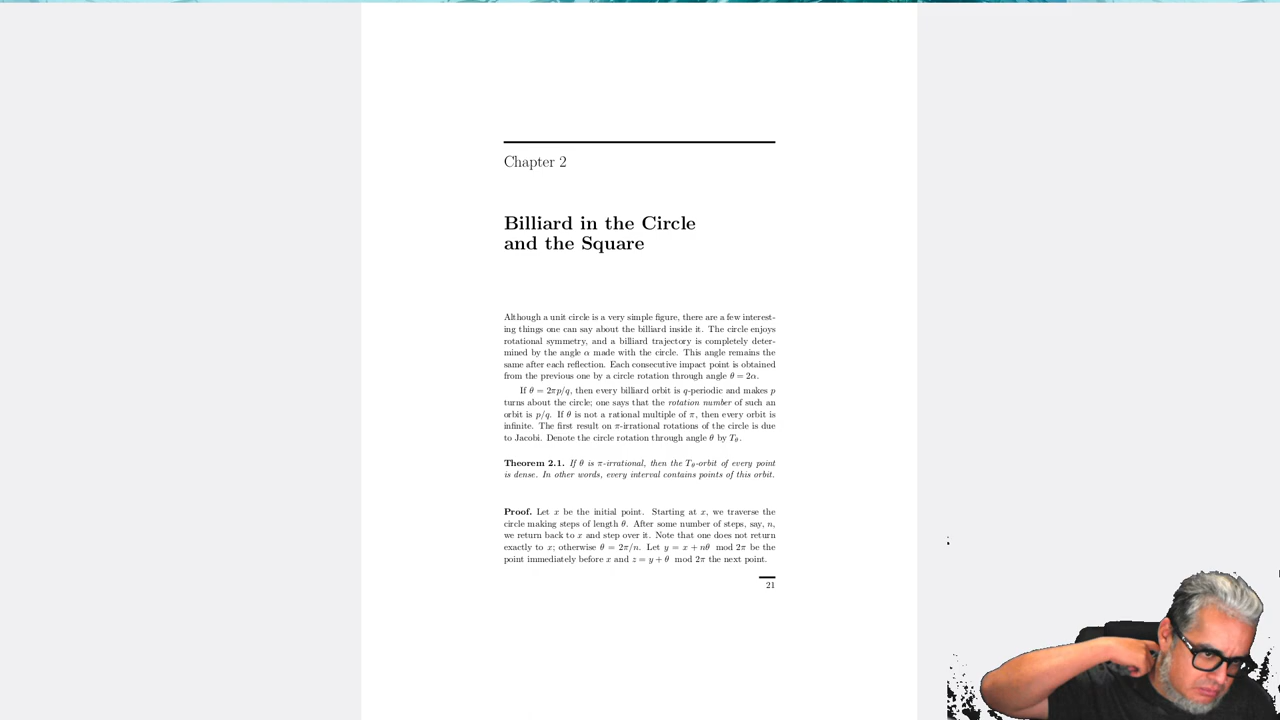 Chapter 2
Billiard in the Circle
and the Square
Although a unit circle is a very simple figure, there are a few interest-
ing things one can say about the billiard inside it. The circle enjoys
rotational symmetry, and a billiard trajectory is completely deter-
mined by the angle α made with the circle. This angle remains the
same after each reflection. Each consecutive impact point is obtained
from the previous one by a circle rotation through angle θ = 2α.
If θ = 2πp/q, then every billiard orbit is q-periodic and makes p
turns about the circle; one says that the rotation number of such an
orbit is p/q. If θ is not a rational multiple of π, then every orbit is
infinite. The first result on π-irrational rotations of the circle is due
to Jacobi. Denote the circle rotation through angle θ by Tθ.
Theorem 2.1. If θ is π-irrational, then the Tθ-orbit of every point
is dense. In other words, every interval contains points of this orbit.
Proof. Let x be the initial point. Starting at x, we traverse the
circle making steps of length θ. After some number of steps, say, n,
we return back to x and step over it. Note that one does not return
exactly to x; otherwise θ = 2π/n. Let y = x + nθ mod 2π be the
point immediately before x and z = y + θ mod 2π the next point.
21